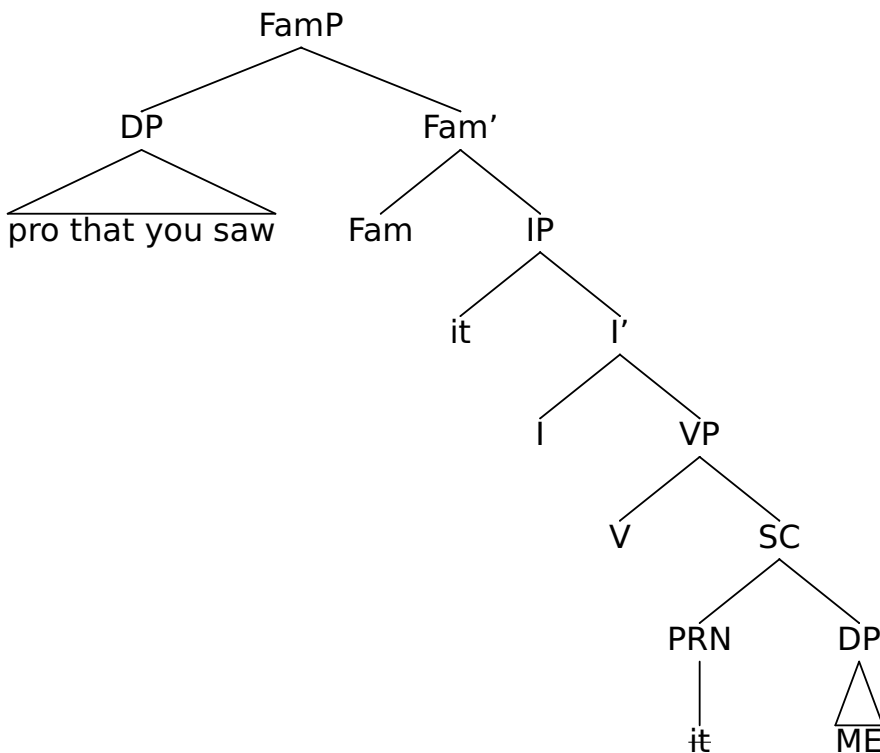 FamP
DP Fam’
pro that you saw Fam IP
it I’
I VP
V SC
PRN DP
it ME